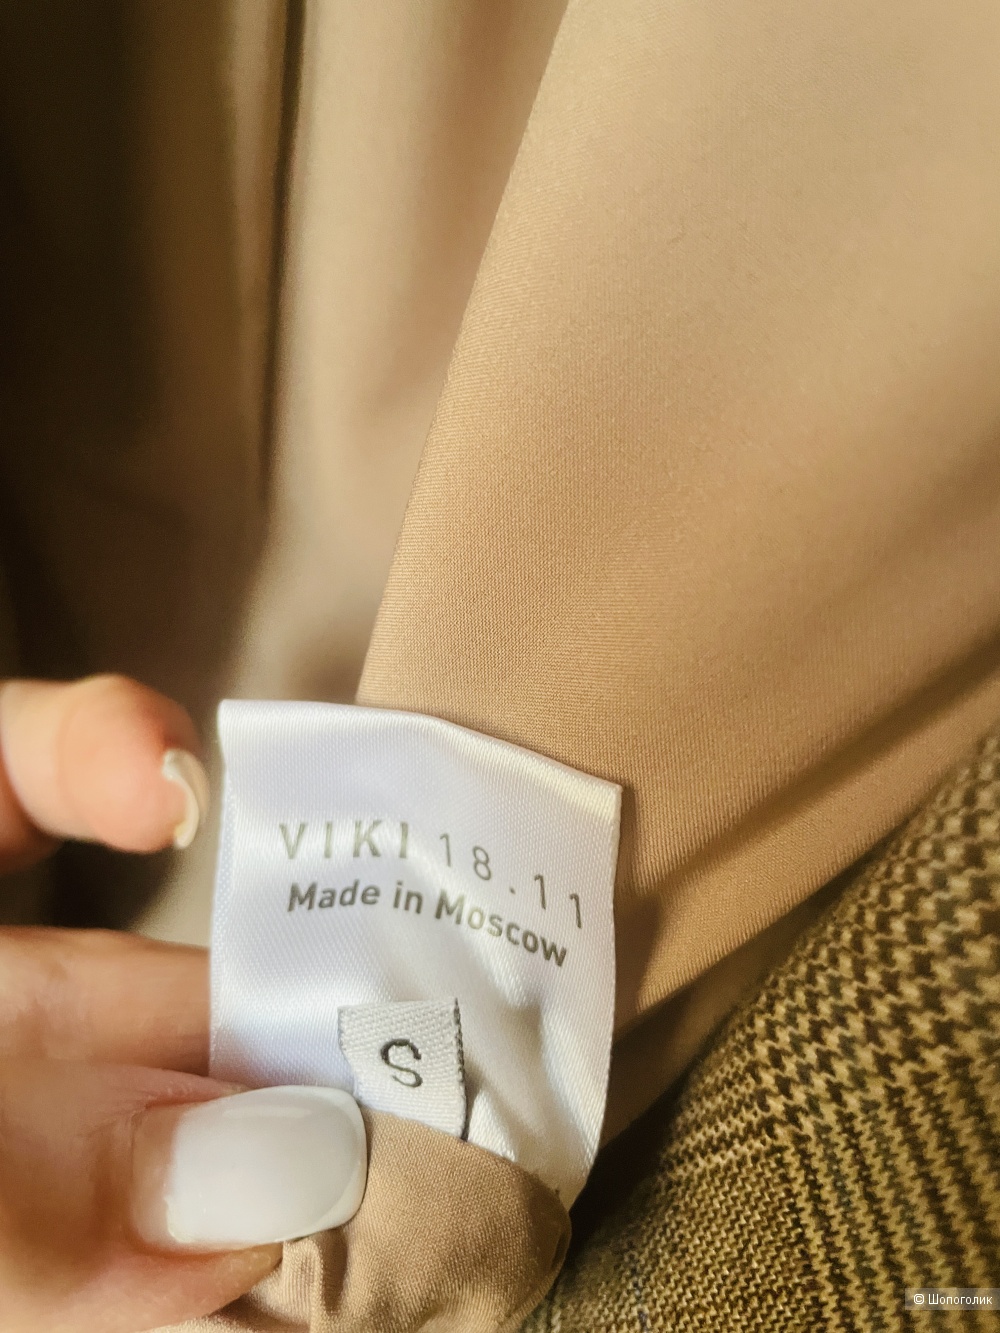 VIKI 18.11
Made in Moscow
S
© Шопоголик